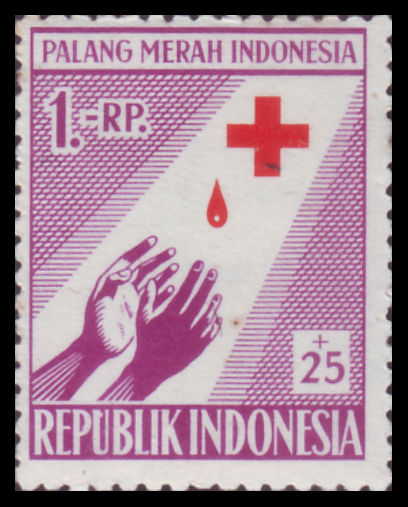 PALANG MERAH INDONESIA
1.-RP.
+
25
REPUBLIK INDONESIA